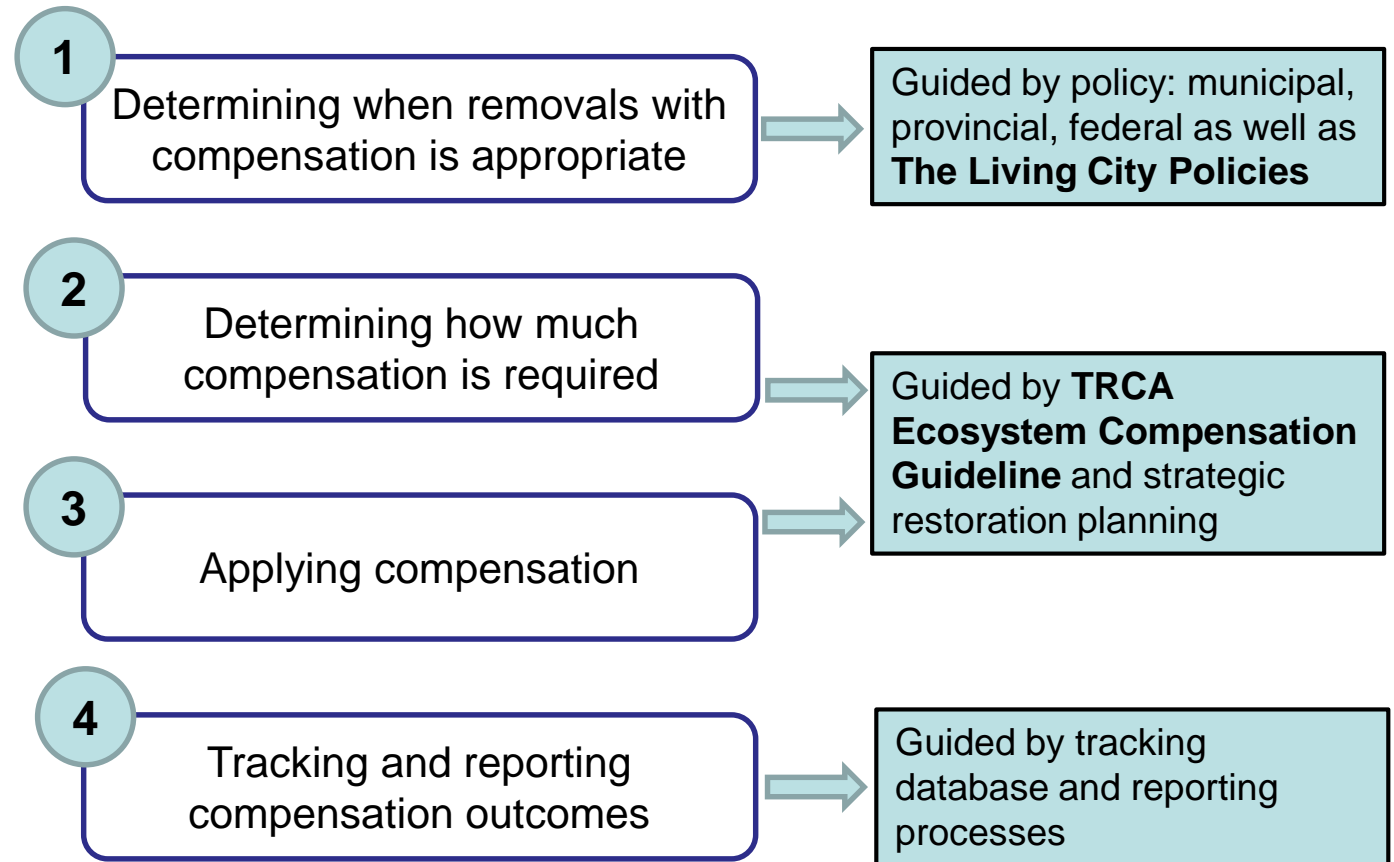 1
Determining when removals with
compensation is appropriate
Guided by policy: municipal,
provincial, federal as well as
The Living City Policies
2
Determining how much
compensation is required
Guided by TRCA
Ecosystem Compensation
Guideline and strategic
restoration planning
3
Applying compensation
4
Tracking and reporting
compensation outcomes
Guided by tracking
database and reporting
processes